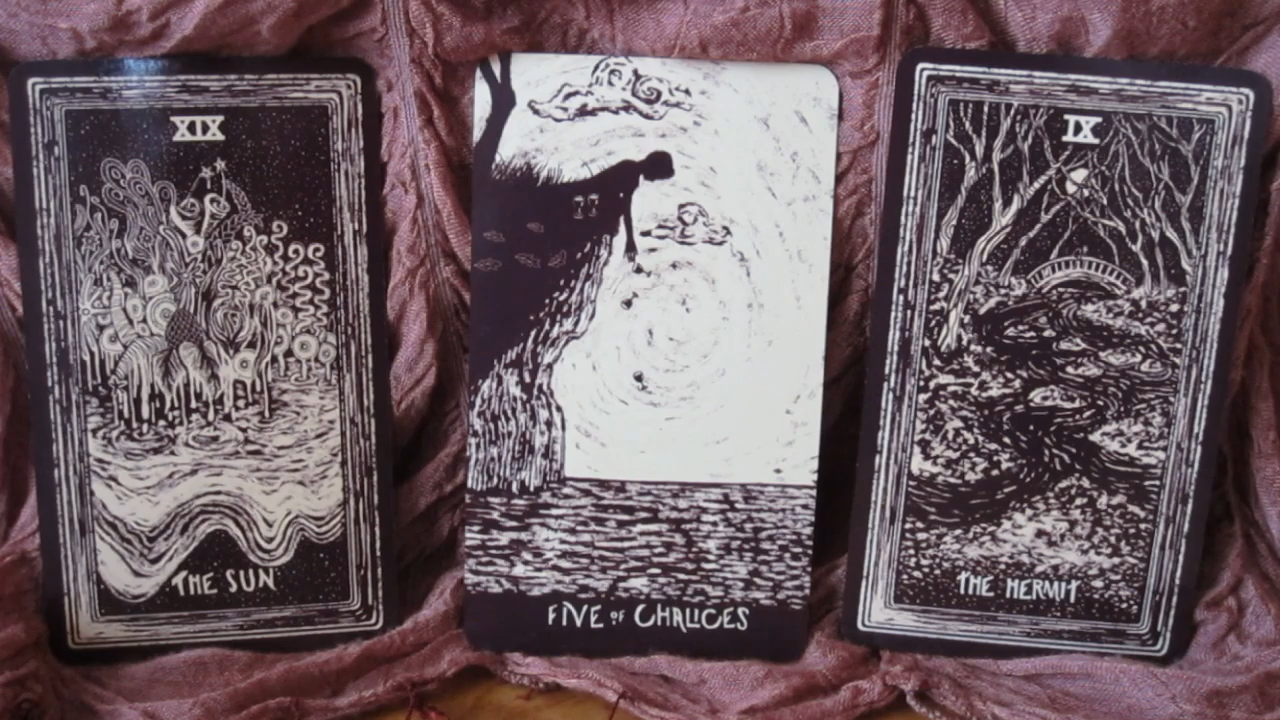 XIX
THE SUN
FIVE OF CHALICES
IX
THE HERMIT